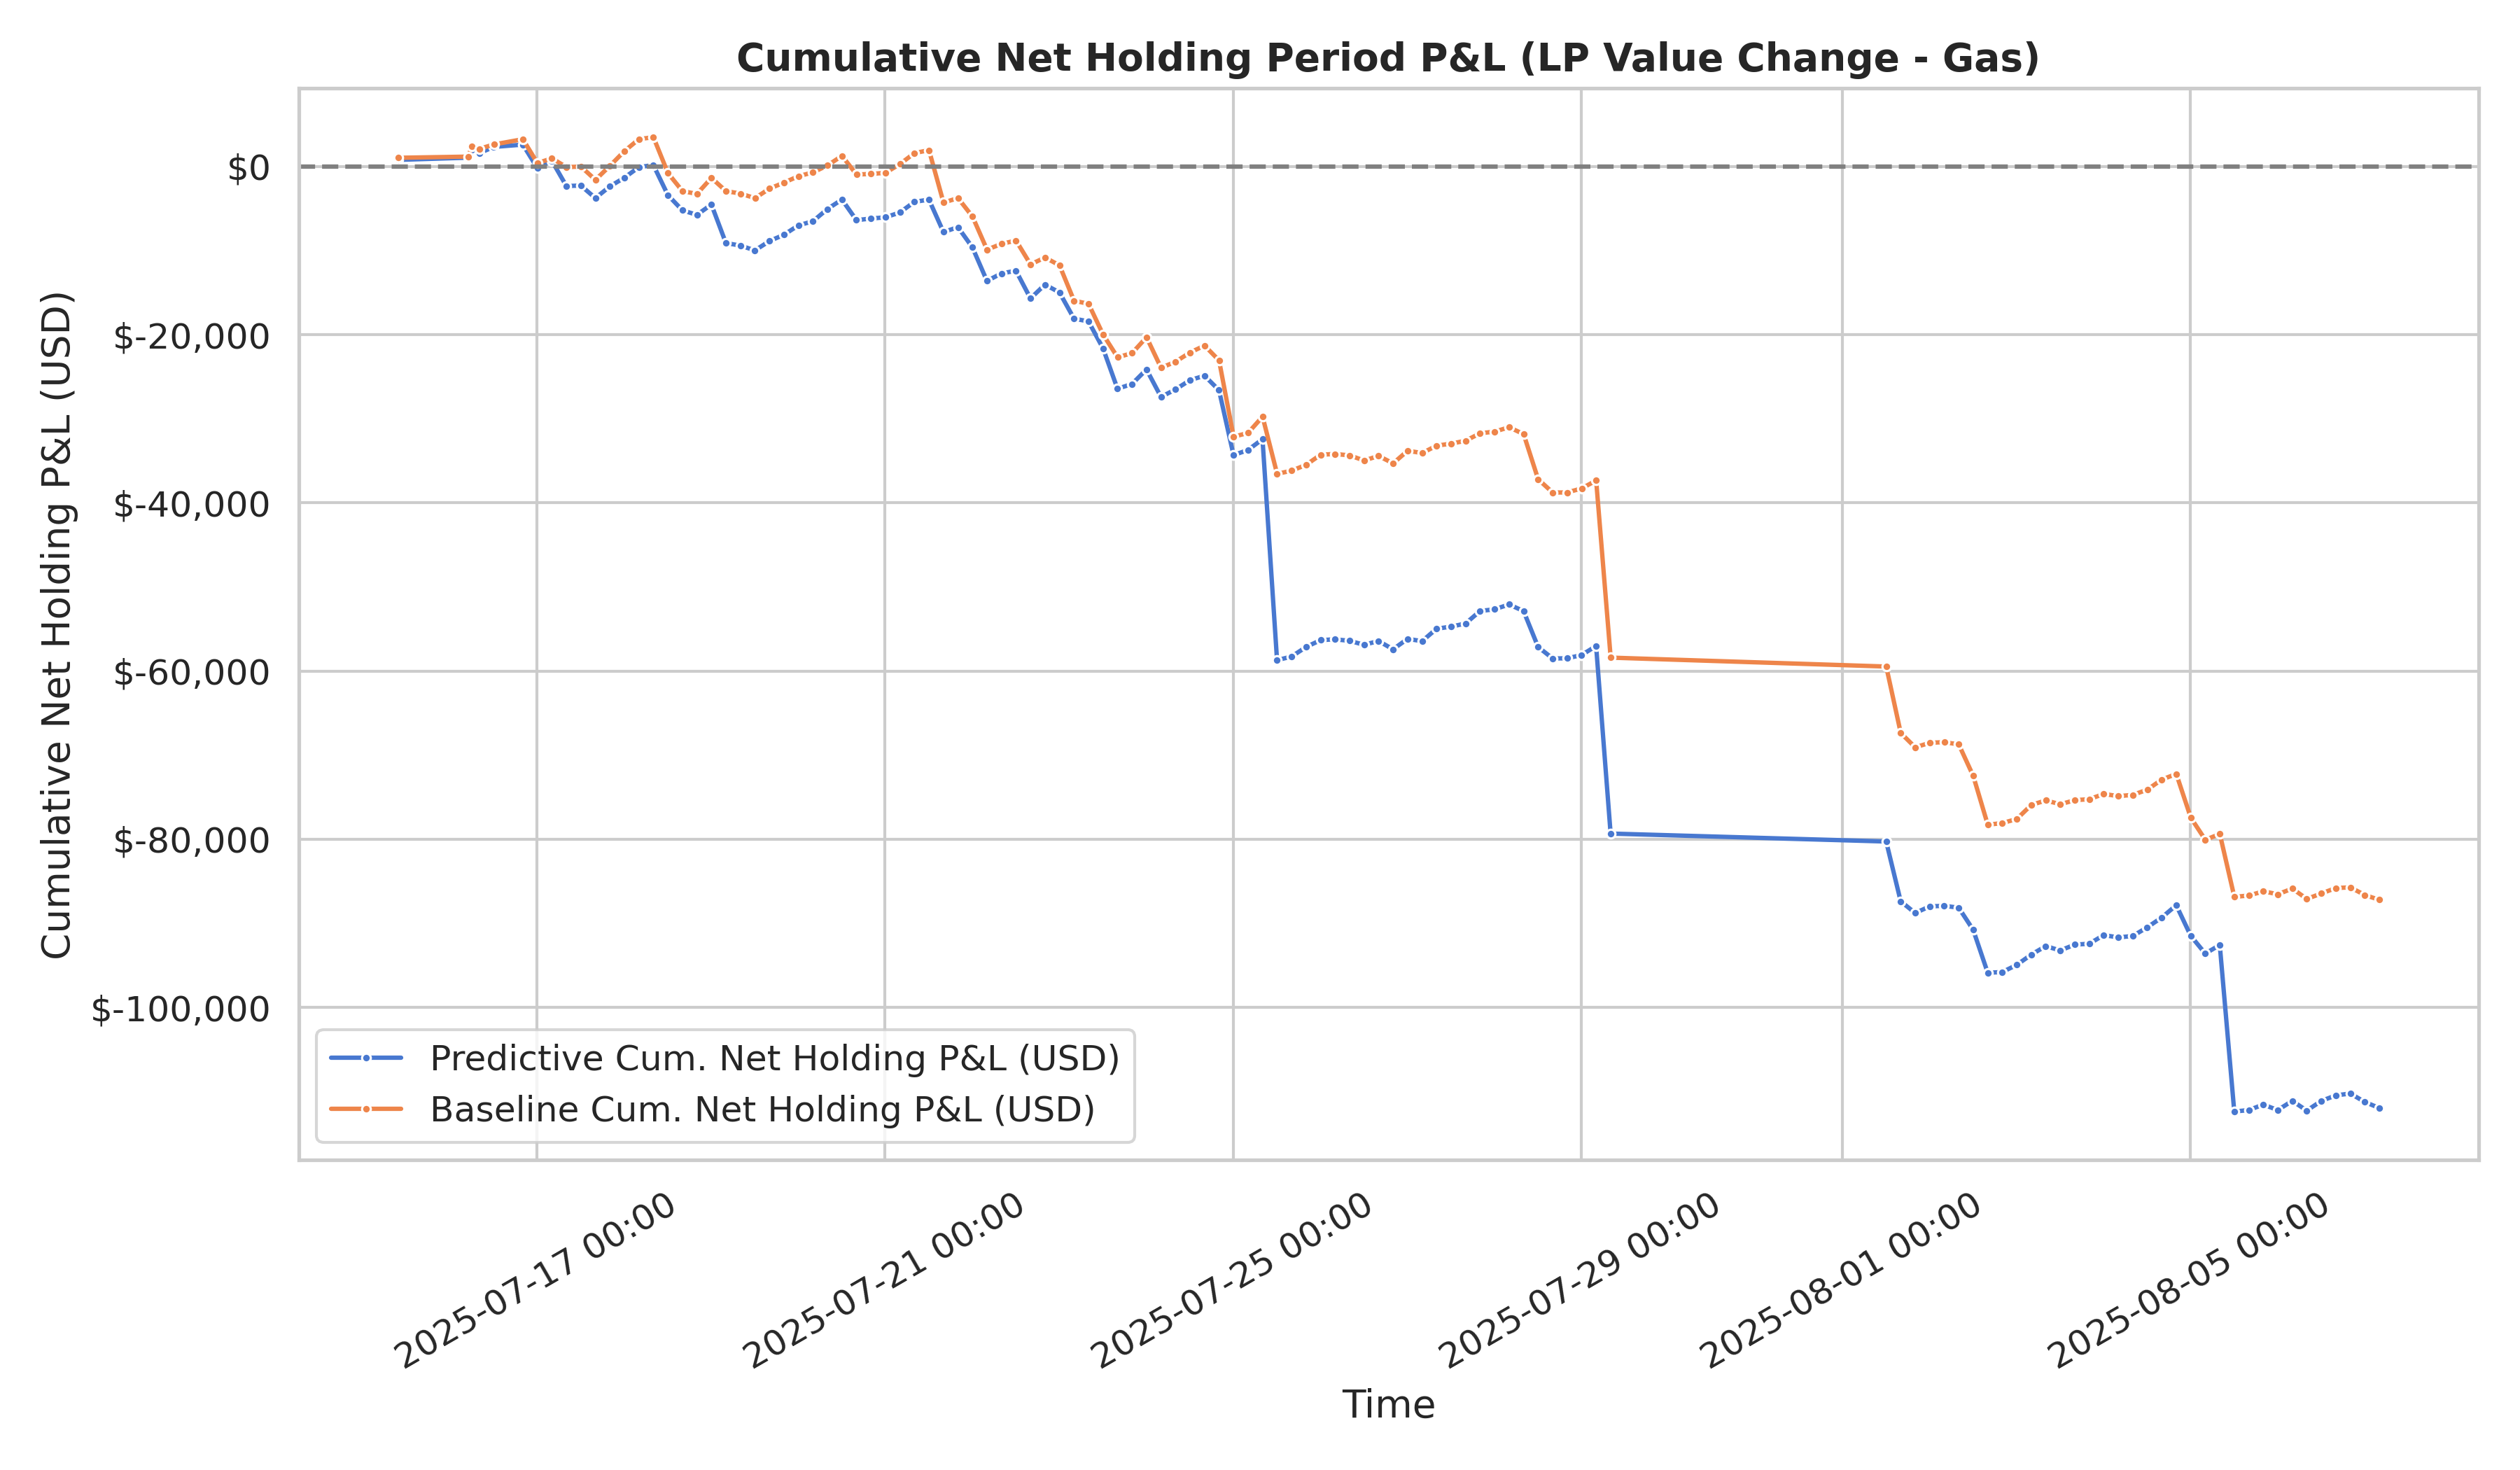 Cumulative Net Holding Period P&L (LP Value Change - Gas)
Cumulative Net Holding P&L (USD)
$0
$-20,000
$-40,000
$-60,000
$-80,000
$-100,000
Predictive Cum. Net Holding P&L (USD)
Baseline Cum. Net Holding P&L (USD)
2025-07-17 00:00
2025-07-21 00:00
2025-07-25 00:00
2025-07-29 00:00
2025-08-01 00:00
2025-08-05 00:00
Time